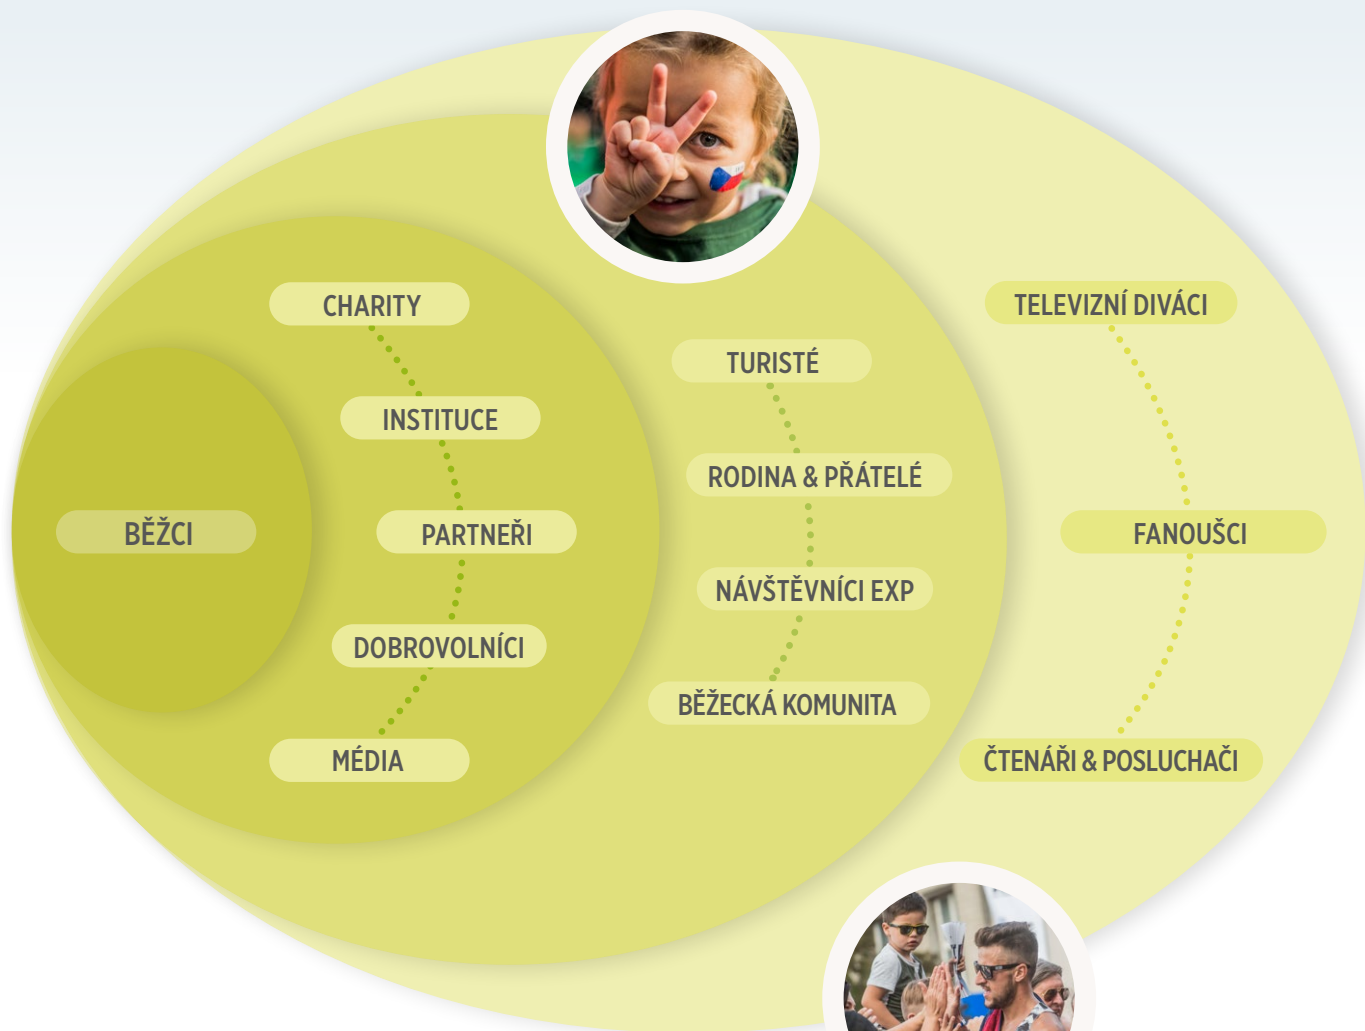 BĚŽCI
CHARITY
INSTITUCE
PARTNEŘI
DOBROVOLNÍCI
MÉDIA
TURISTÉ
RODINA & PŘÁTELÉ
NÁVŠTĚVNÍCI EXP
BĚŽECKÁ KOMUNITA
TELEVIZNÍ DIVÁCI
FANOUŠCI
ČTENÁŘI & POSLUCHAČI